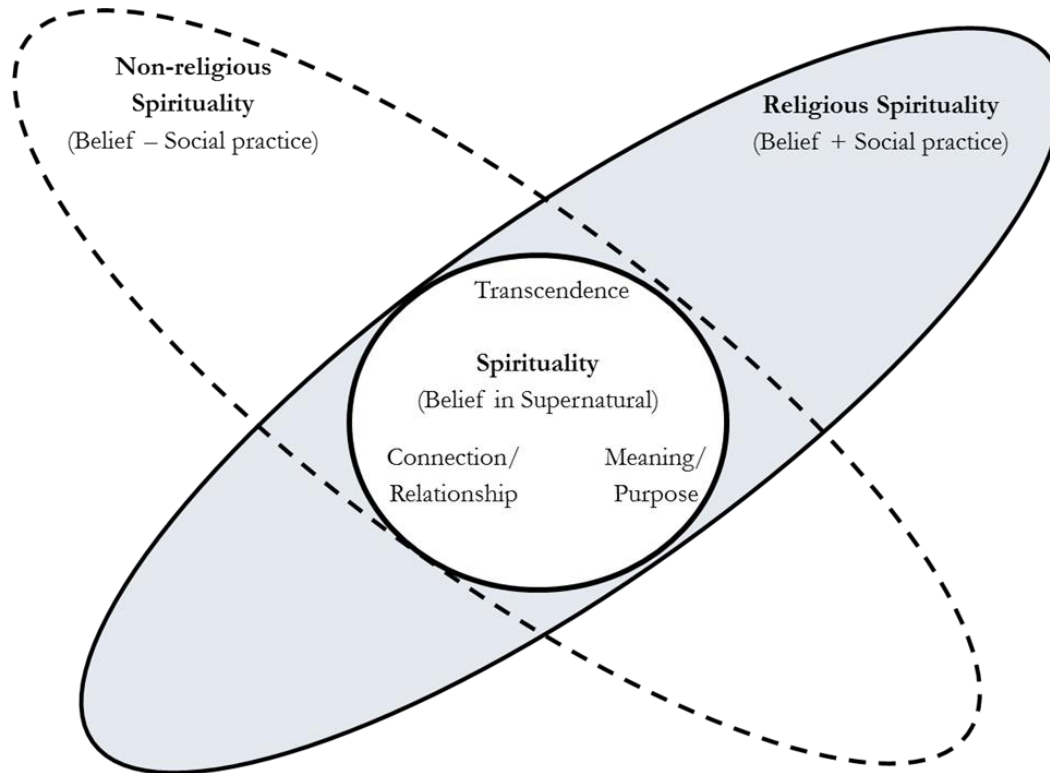 Non-religious
Spirituality
(Belief – Social practice)
Religious Spirituality
(Belief + Social practice)
Transcendence
Spirituality
(Belief in Supernatural)
Connection/
Relationship
Meaning/
Purpose